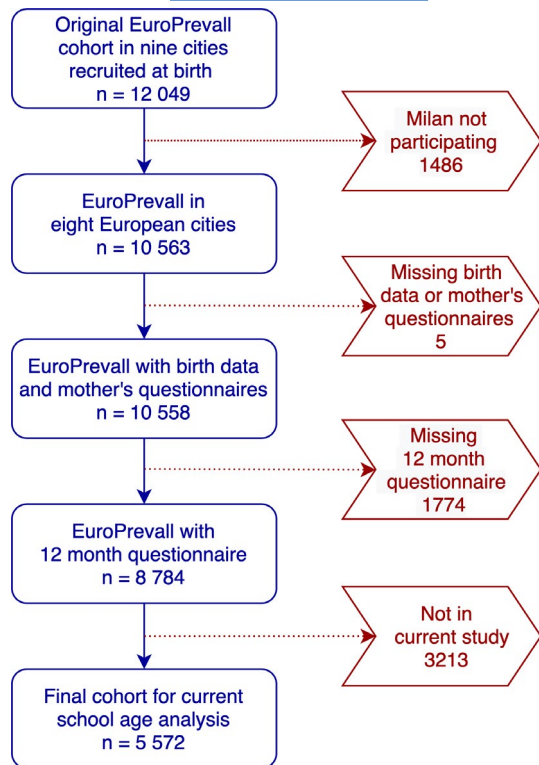 Original EuroPrevall
cohort in nine cities
recruited at birth
n = 12 049
Milan not
participating
1486
EuroPrevall in
eight European cities
n = 10 563
Missing birth
data or mother's
questionnaires
5
EuroPrevall with birth data
and mother's questionnaires
n = 10 558
Missing
12 month
questionnaire
1774
EuroPrevall with
12 month questionnaire
n = 8 784
Not in
current study
3213
Final cohort for current
school age analysis
n = 5 572